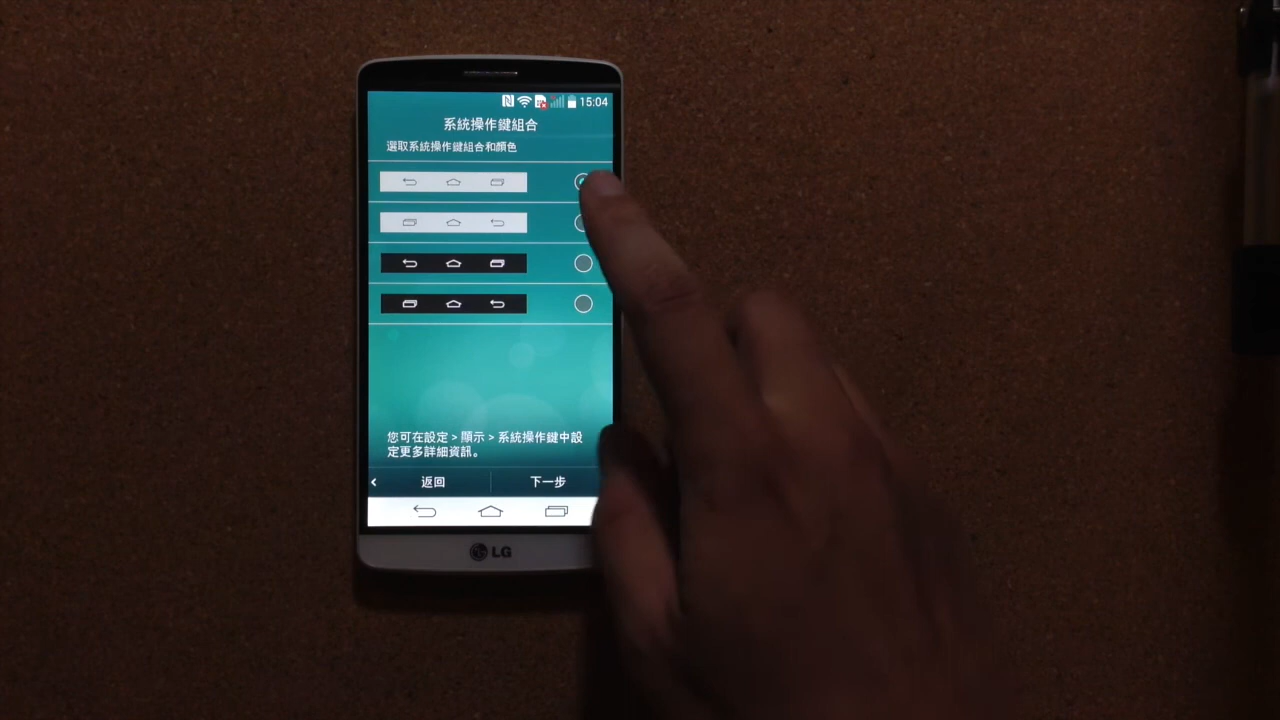 15:04
系統操作鍵組合
選取系統操作鍵組合和顏色
您可在設定 > 顯示 > 系統操作鍵中設
定更多詳細資訊。
返回 下一步
LG